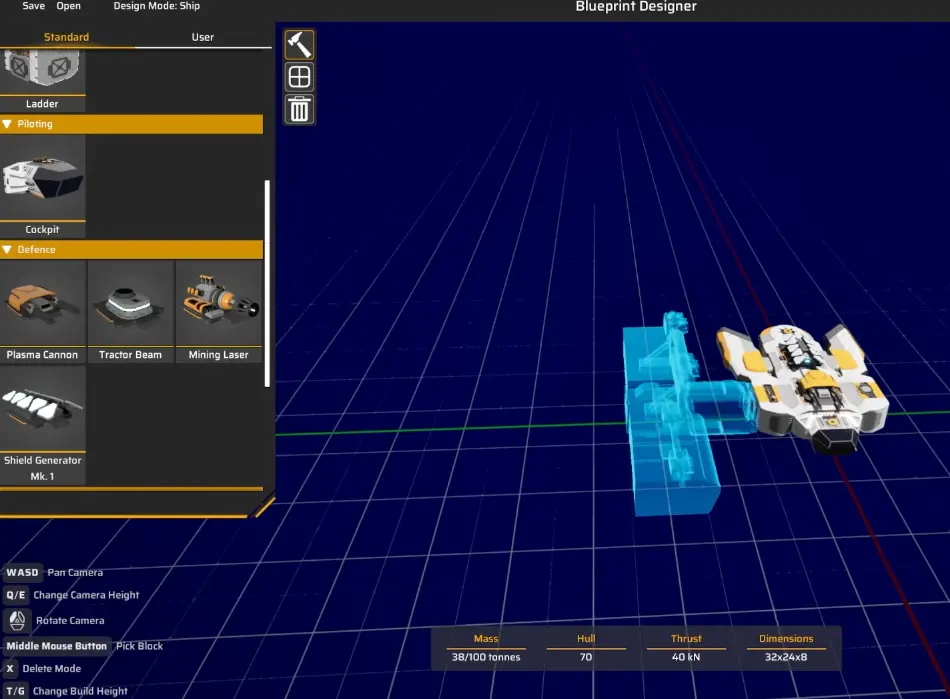 Save Open Design Mode: Ship Blueprint Designer
Standard User
Ladder
Piloting
Cockpit
Defence
Plasma Cannon Tractor Beam Mining Laser
Shield Generator
Mk. 1
WASD Pan Camera
Q/E Change Camera Height
Rotate Camera
Middle Mouse Button Pick Block
X Delete Mode
T/G Change Build Height
Mass Hull Thrust Dimensions
38/100 tonnes 70 40 kN 32x24x8